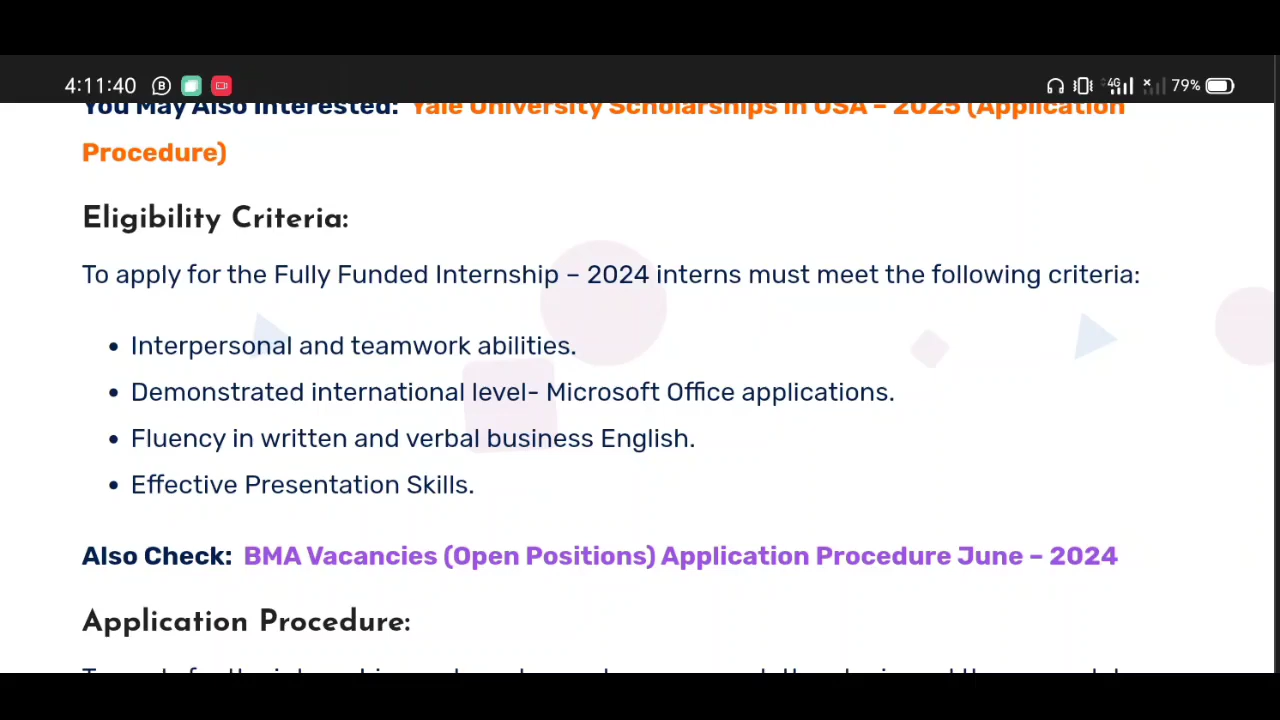 4:11:40
4G 79%
You May Also Interested: Yale University Scholarships in USA – 2025 (Application
Procedure)
Eligibility Criteria:
To apply for the Fully Funded Internship – 2024 interns must meet the following criteria:
• Interpersonal and teamwork abilities.
• Demonstrated international level- Microsoft Office applications.
• Fluency in written and verbal business English.
• Effective Presentation Skills.
Also Check: BMA Vacancies (Open Positions) Application Procedure June – 2024
Application Procedure: